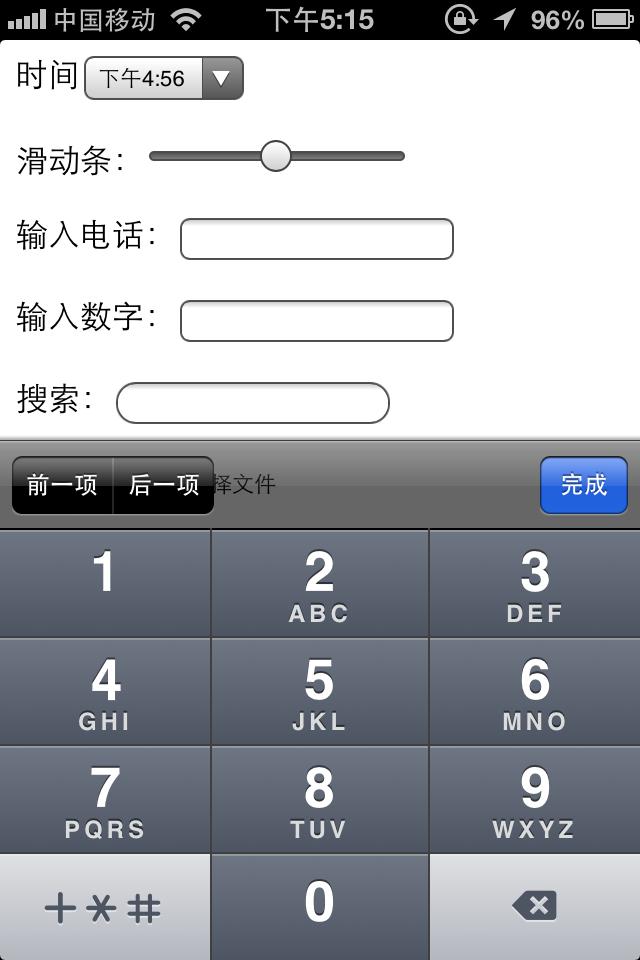 中国移动 下午5:15 96%
时间 下午4:56
滑动条：
输入电话：
输入数字：
搜索：
前一项 后一项 择文件 完成
1 2 3
ABC DEF
4 5 6
GHI JKL MNO
7 8 9
PQRS TUV WXYZ
+*# 0